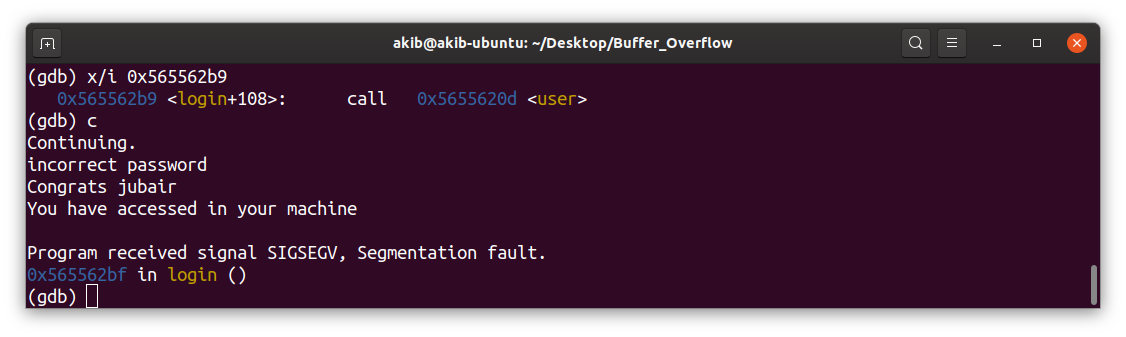 akib@akib-ubuntu: ~/Desktop/Buffer_Overflow
(gdb) x/i 0x565562b9
   0x565562b9 <login+108>:	call   0x5655620d <user>
(gdb) c
Continuing.
incorrect password
Congrats jubair
You have accessed in your machine

Program received signal SIGSEGV, Segmentation fault.
0x565562bf in login ()
(gdb)